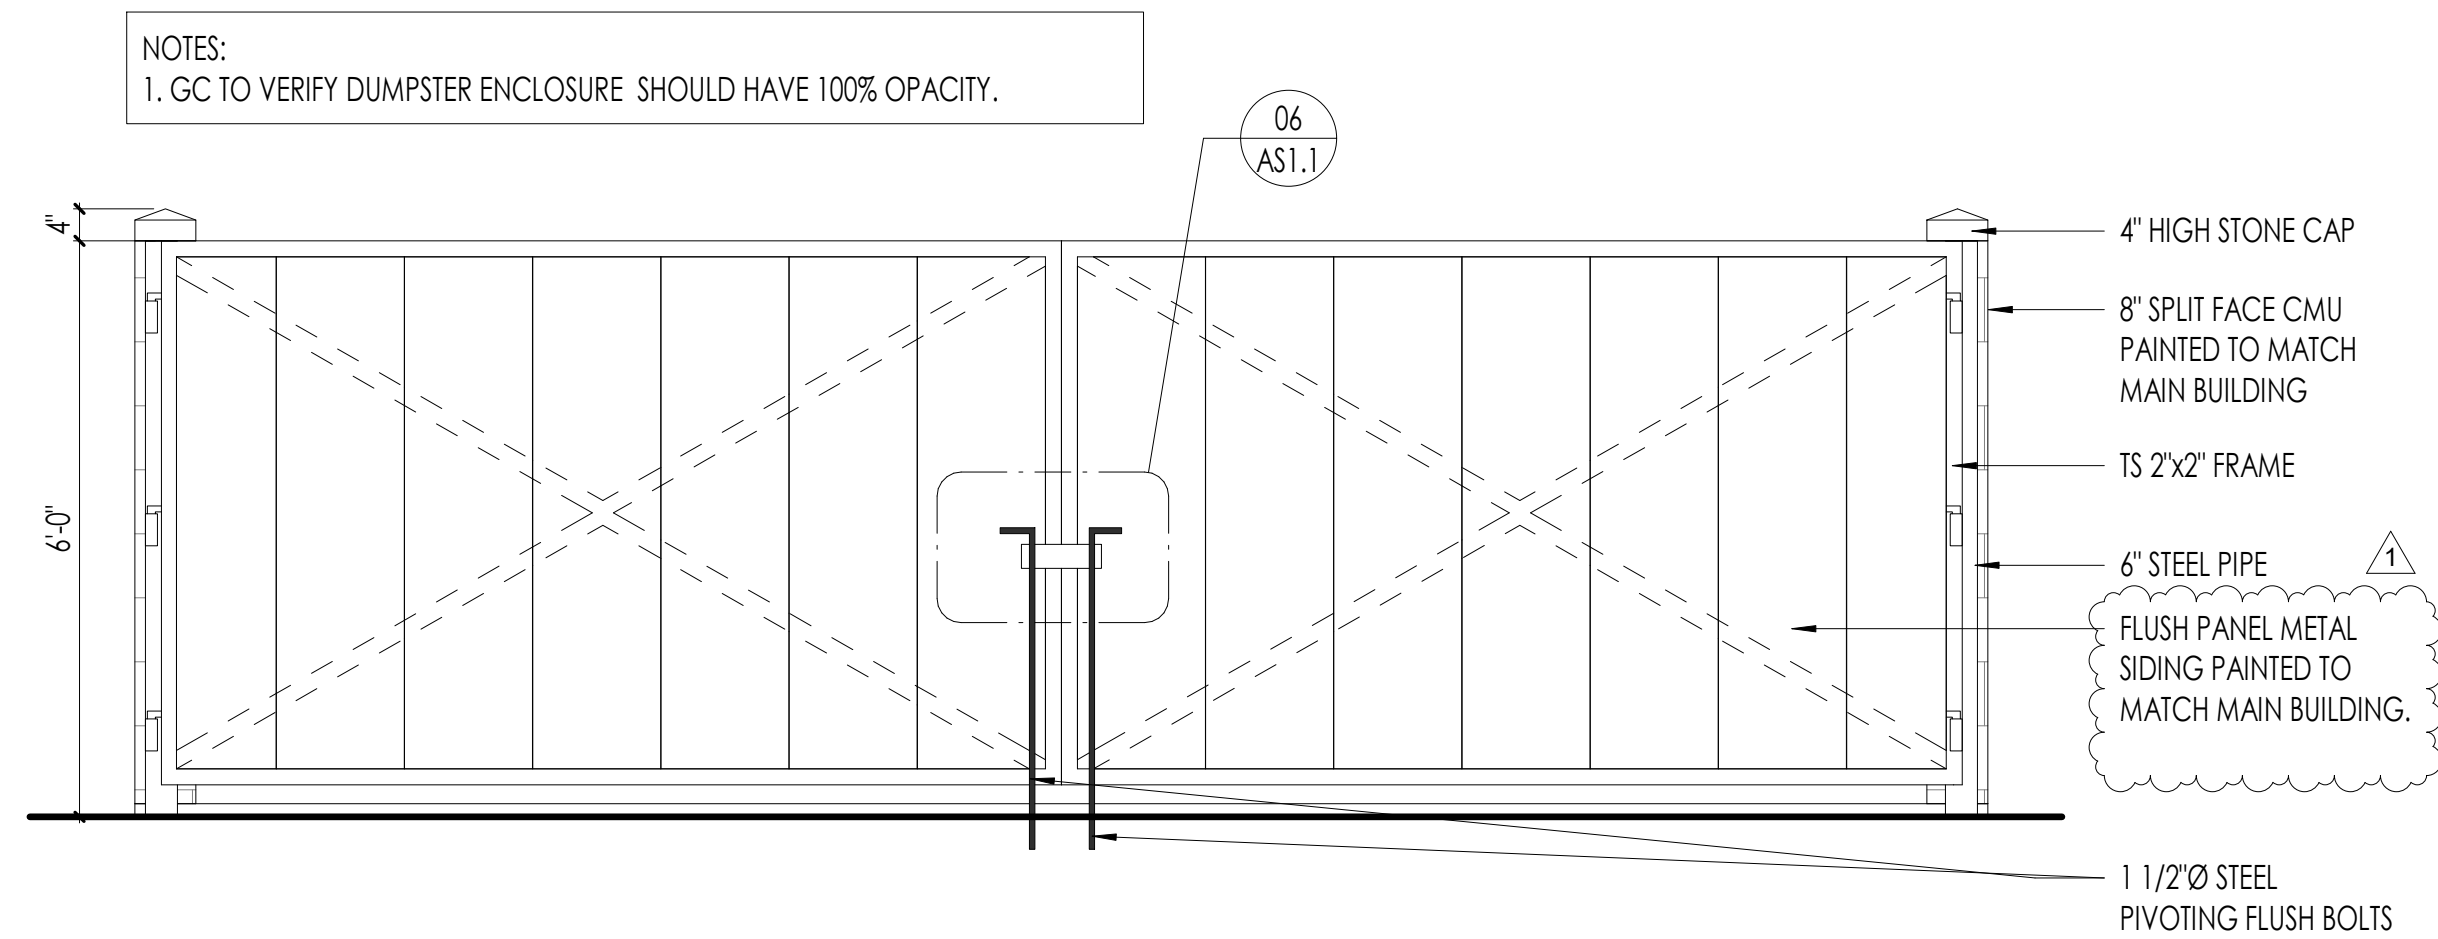 NOTES:
1. GC TO VERIFY DUMPSTER ENCLOSURE SHOULD HAVE 100% OPACITY.
06
AS1.1
4"
6'-0"
4" HIGH STONE CAP
8" SPLIT FACE CMU
PAINTED TO MATCH
MAIN BUILDING
TS 2"x2" FRAME
6" STEEL PIPE
1
FLUSH PANEL METAL
SIDING PAINTED TO
MATCH MAIN BUILDING.
1 1/2"Ø STEEL
PIVOTING FLUSH BOLTS